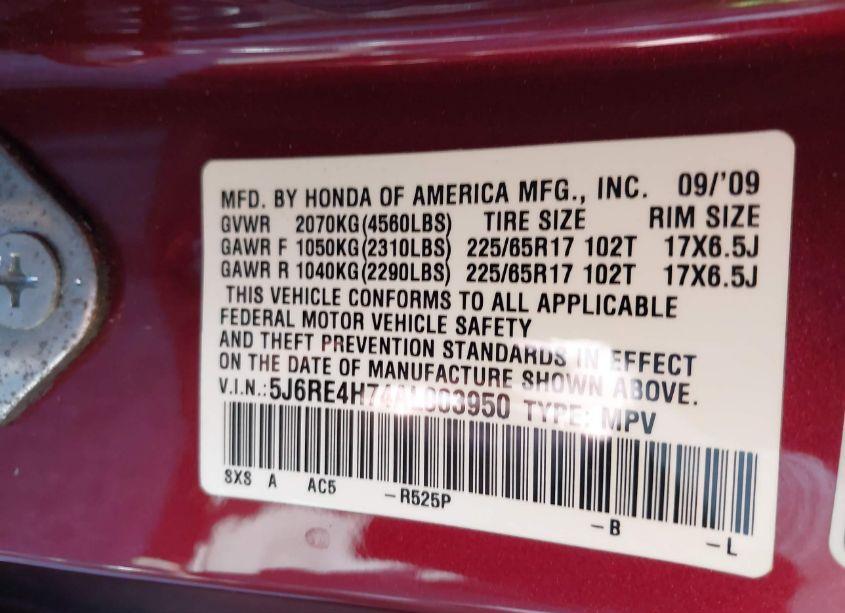 MFD. BY HONDA OF AMERICA MFG., INC. 09/'09
GVWR 2070KG(4560LBS) TIRE SIZE RIM SIZE
GAWR F 1050KG(2310LBS) 225/65R17 102T 17X6.5J
GAWR R 1040KG(2290LBS) 225/65R17 102T 17X6.5J
THIS VEHICLE CONFORMS TO ALL APPLICABLE
FEDERAL MOTOR VEHICLE SAFETY
AND THEFT PREVENTION STANDARDS IN EFFECT
ON THE DATE OF MANUFACTURE SHOWN ABOVE.
V.I.N.:5J6RE4H74AL003950 TYPE: MPV
SXS A AC5 -R525P -B -L